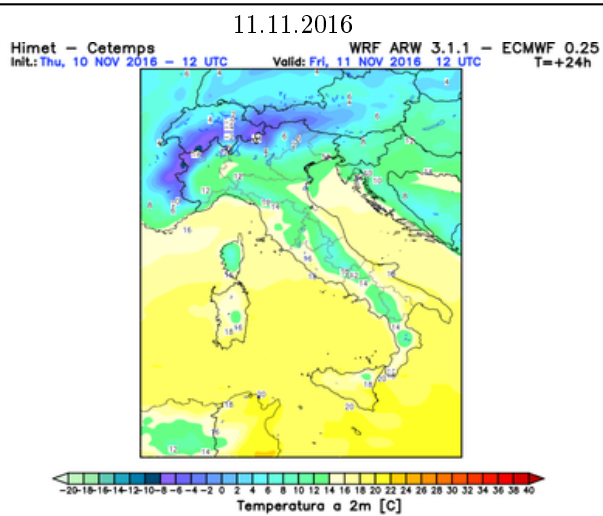 11.11.2016
Himet – Cetemps WRF ARW 3.1.1 – ECMWF 0.25
Init.: Thu, 10 NOV 2016 – 12 UTC Valid: Fri, 11 NOV 2016 12 UTC T=+24h
-20 -18 -16 -14 -12 -10 -8 -6 -4 -2 0 2 4 6 8 10 12 14 16 18 20 22 24 26 28 30 32 34 36 38 40
Temperatura a 2m [C]